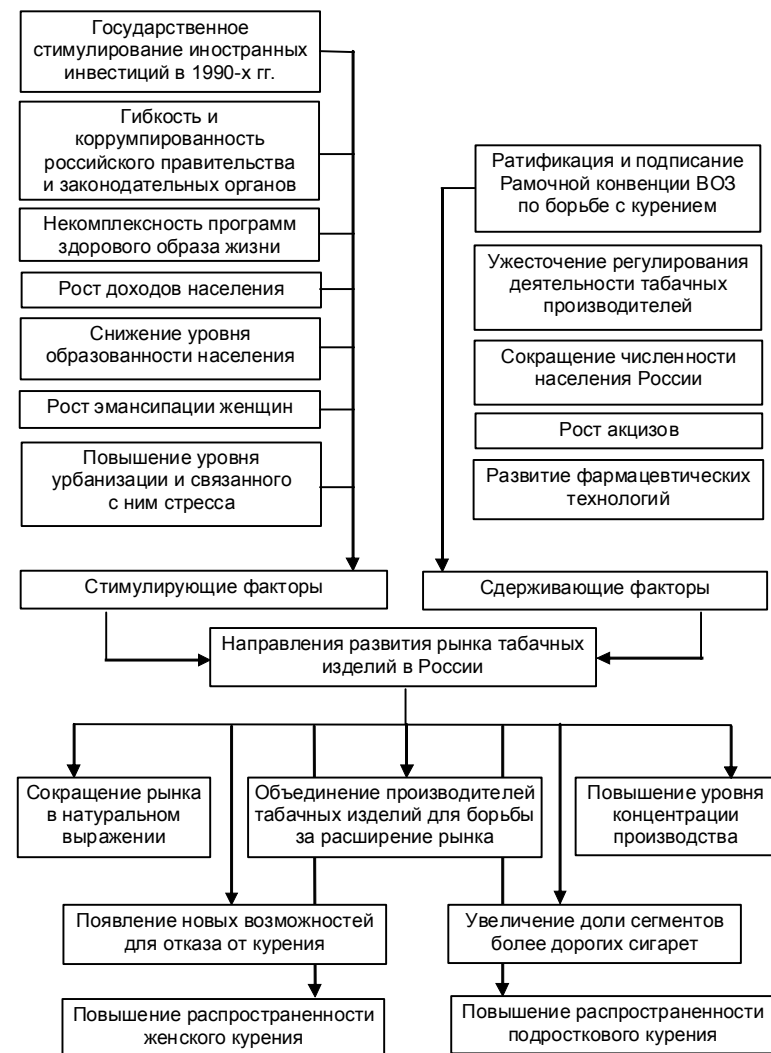 Государственное
стимулирование иностранных
инвестиций в 1990-х гг.
Гибкость и
коррумпированность
российского правительства
и законодательных органов
Некомплексность программ
здорового образа жизни
Рост доходов населения
Снижение уровня
образованности населения
Рост эмансипации женщин
Повышение уровня
урбанизации и связанного
с ним стресса
Ратификация и подписание
Рамочной конвенции ВОЗ
по борьбе с курением
Ужесточение регулирования
деятельности табачных
производителей
Сокращение численности
населения России
Рост акцизов
Развитие фармацевтических
технологий
Стимулирующие факторы
Сдерживающие факторы
Направления развития рынка табачных
изделий в России
Сокращение рынка
в натуральном
выражении
Объединение производителей
табачных изделий для борьбы
за расширение рынка
Повышение уровня
концентрации
производства
Появление новых возможностей
для отказа от курения
Увеличение доли сегментов
более дорогих сигарет
Повышение распространенности
женского курения
Повышение распространенности
подросткового курения